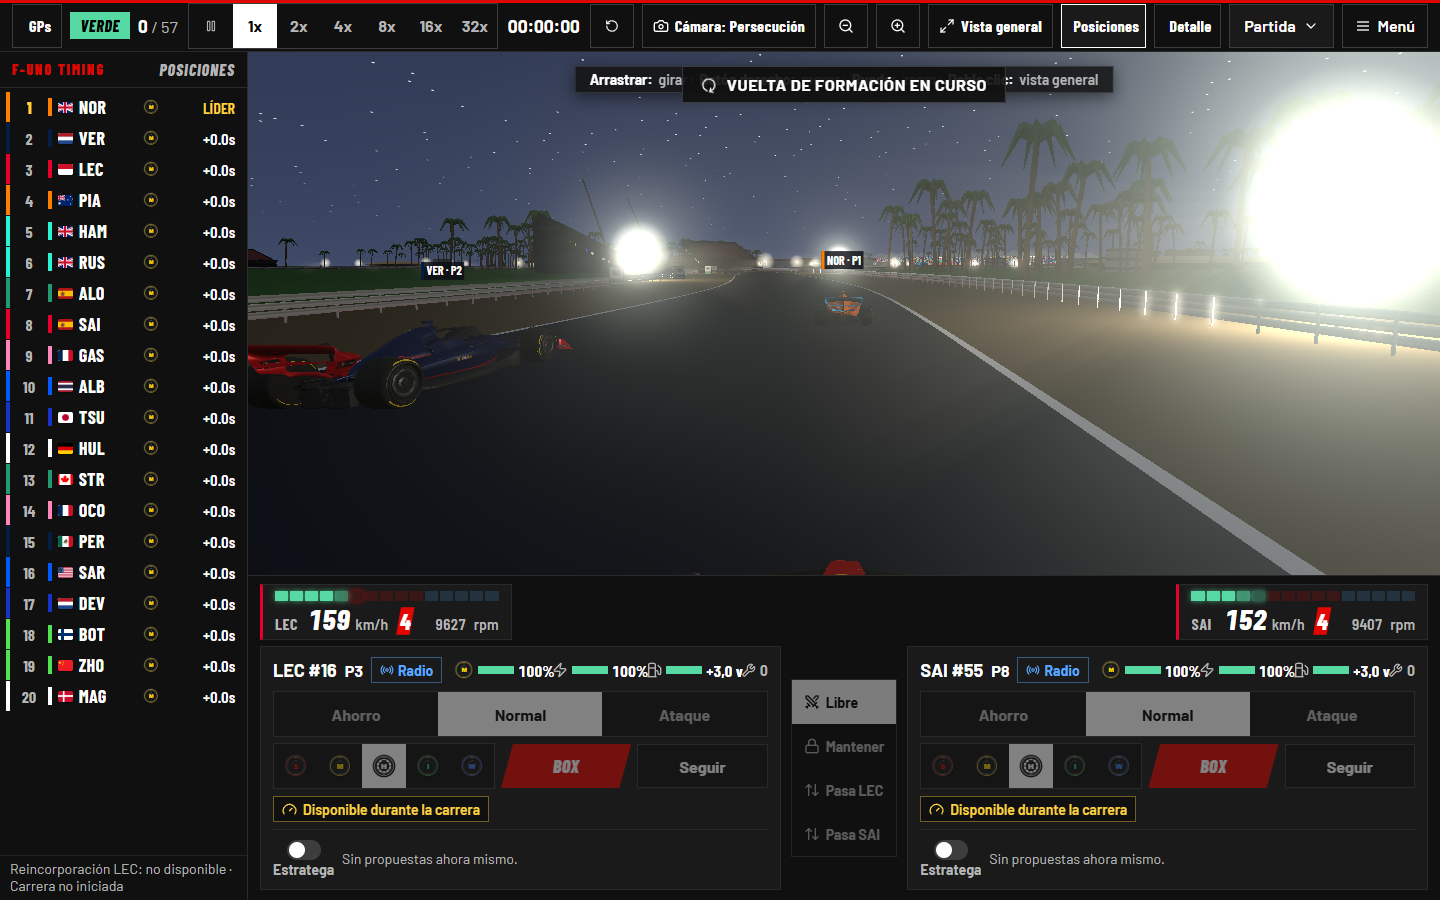 GPs VERDE 0 / 57 1x 2x 4x 8x 16x 32x 00:00:00 Cámara: Persecución Vista general Posiciones Detalle Partida Menú
F-UNO TIMING POSICIONES
Arrastrar: gira : vista general
VUELTA DE FORMACIÓN EN CURSO
1 NOR M LÍDER
2 VER M +0.0s
3 LEC M +0.0s
4 PIA M +0.0s
5 HAM M +0.0s
6 RUS M +0.0s
7 ALO M +0.0s
8 SAI M +0.0s
9 GAS M +0.0s
10 ALB M +0.0s
11 TSU M +0.0s
12 HUL M +0.0s
13 STR M +0.0s
14 OCO M +0.0s
15 PER M +0.0s
16 SAR M +0.0s
17 DEV M +0.0s
18 BOT M +0.0s
19 ZHO M +0.0s
20 MAG M +0.0s
Reincorporación LEC: no disponible ·
Carrera no iniciada
VER · P2
NOR · P1
LEC 159 km/h 4 9627 rpm
SAI 152 km/h 4 9407 rpm
LEC #16 P3 Radio M 100% 100% +3,0 v 0
Ahorro Normal Ataque
S M H I W BOX Seguir
Disponible durante la carrera
Estratega Sin propuestas ahora mismo.
Libre
Mantener
Pasa LEC
Pasa SAI
SAI #55 P8 Radio M 100% 100% +3,0 v 0
Ahorro Normal Ataque
S M H I W BOX Seguir
Disponible durante la carrera
Estratega Sin propuestas ahora mismo.